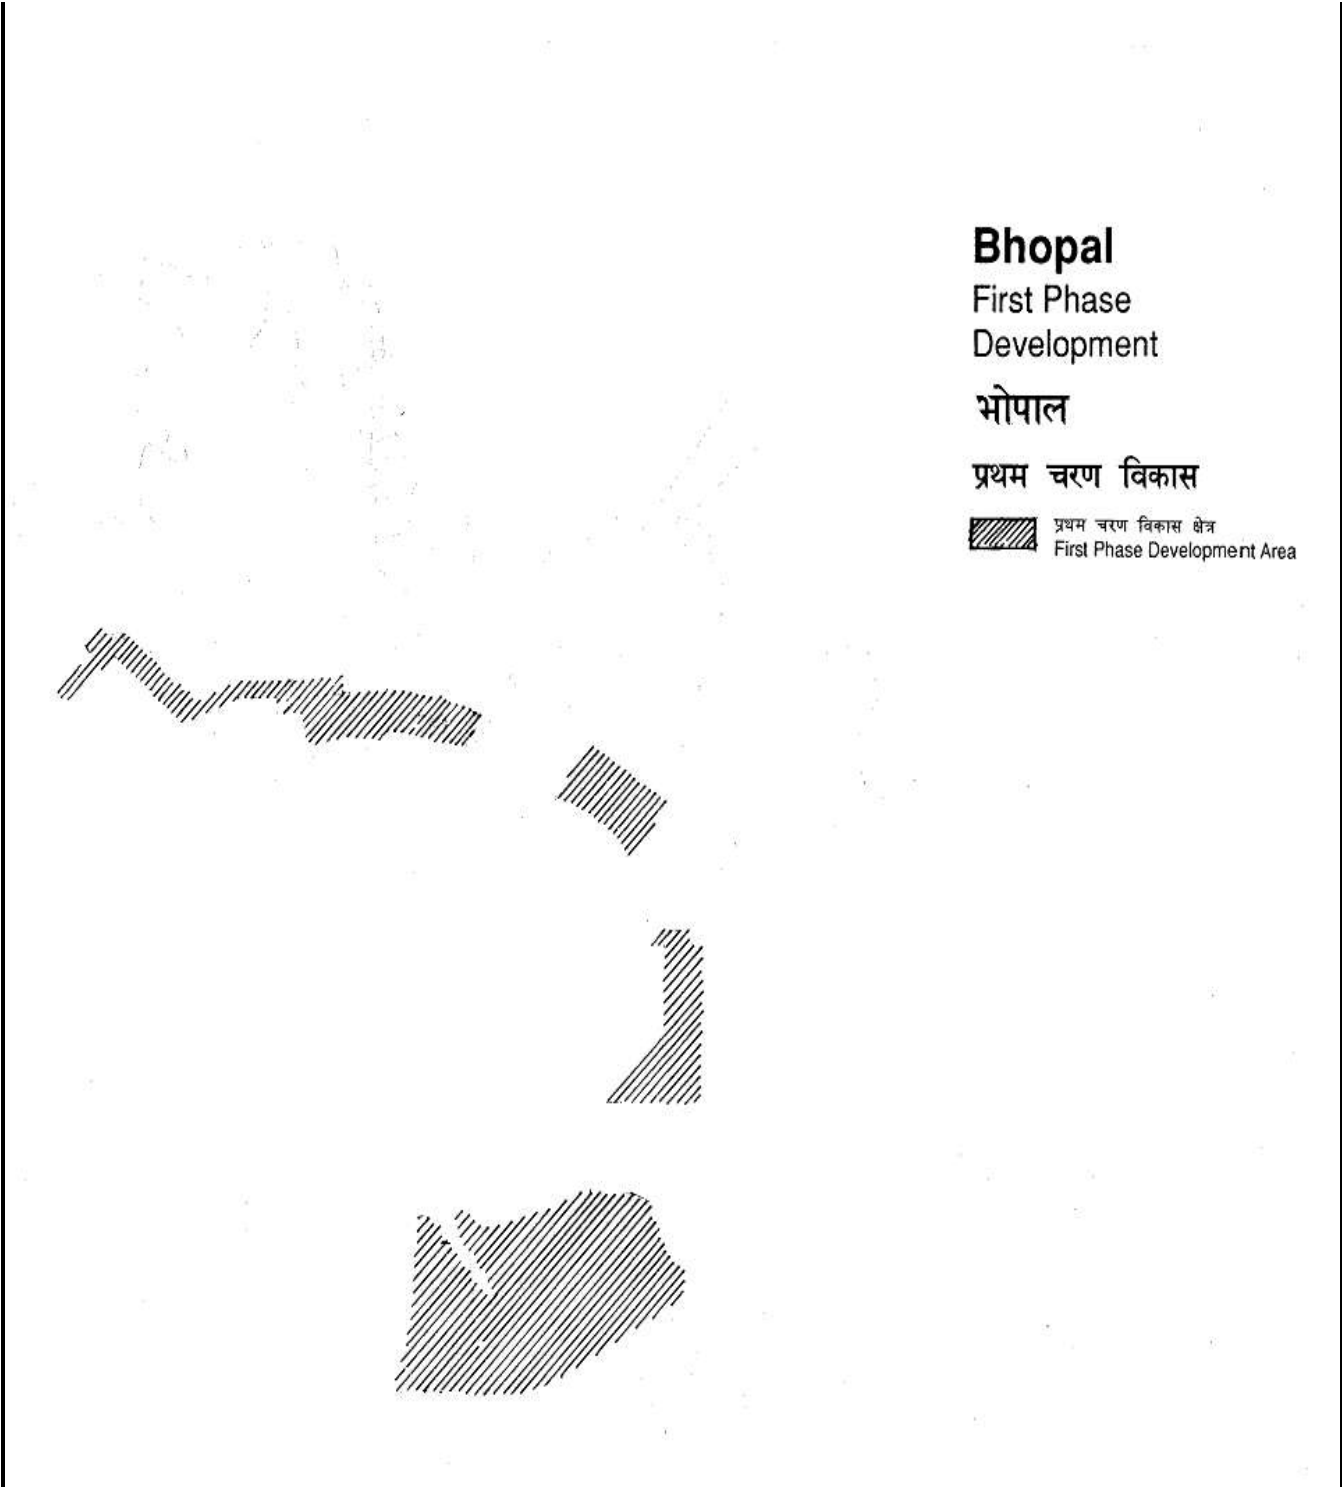 Bhopal
First Phase
Development
भोपाल
प्रथम चरण विकास
प्रथम चरण विकास क्षेत्र
First Phase Development Area